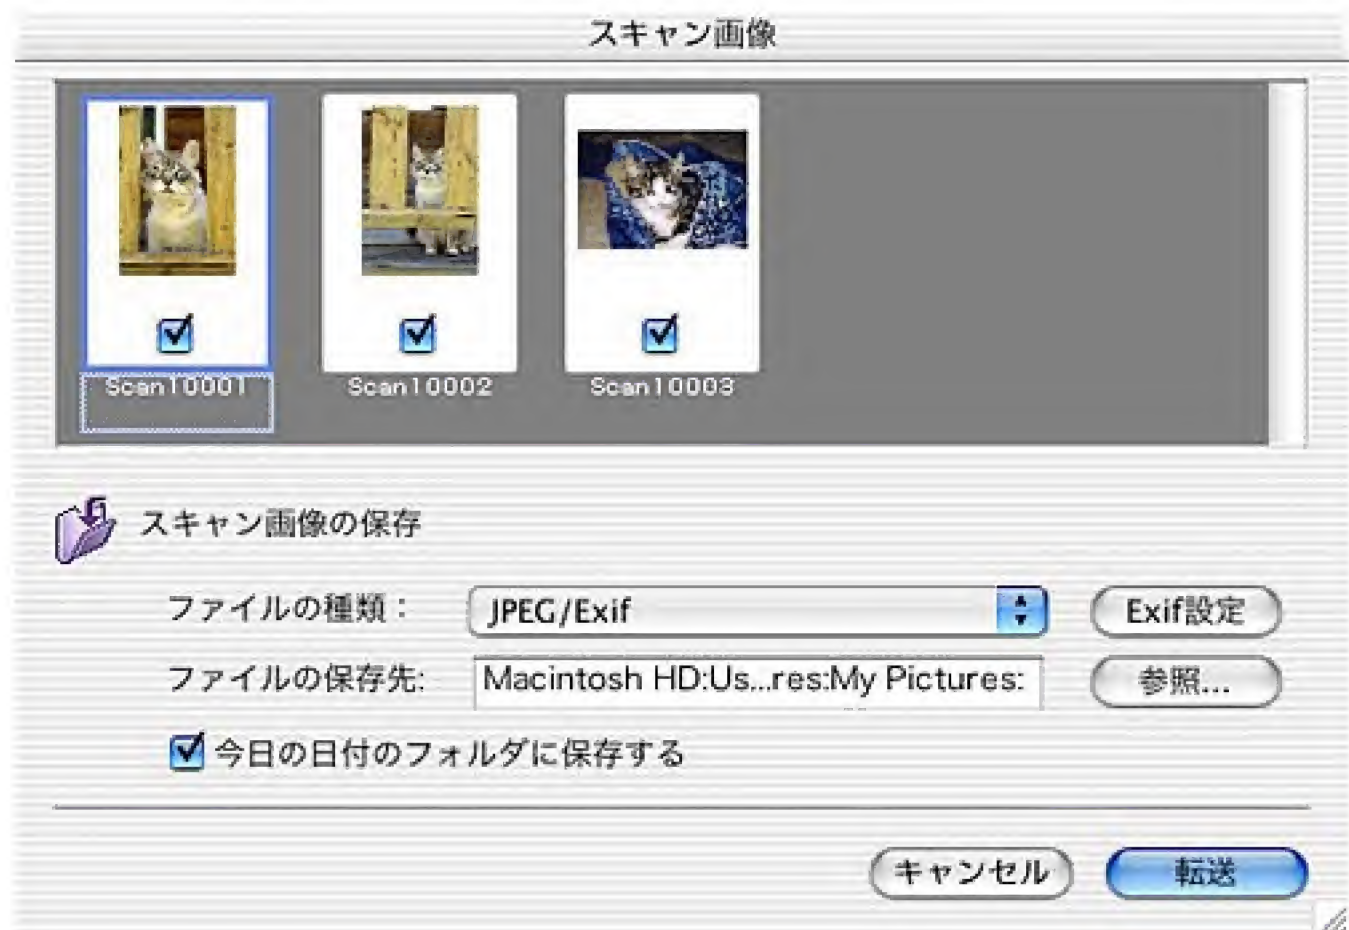 スキャン画像
Scan10001 Scan10002 Scan10003
スキャン画像の保存
ファイルの種類： JPEG/Exif Exif設定
ファイルの保存先: Macintosh HD:Us...res:My Pictures: 参照...
今日の日付のフォルダに保存する
キャンセル 転送